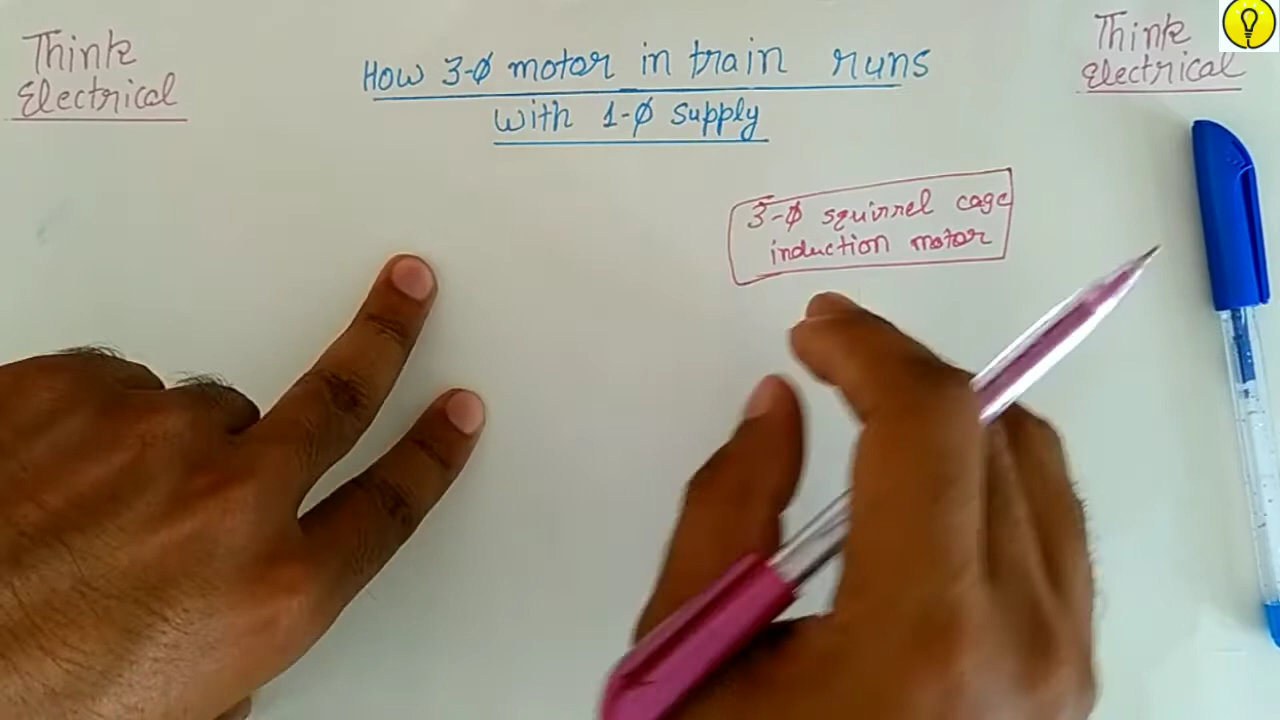 Think
Electrical
How 3-Ø motor in train runs
with 1-Ø supply
Think
Electrical
3-Ø squirrel cage
induction motor